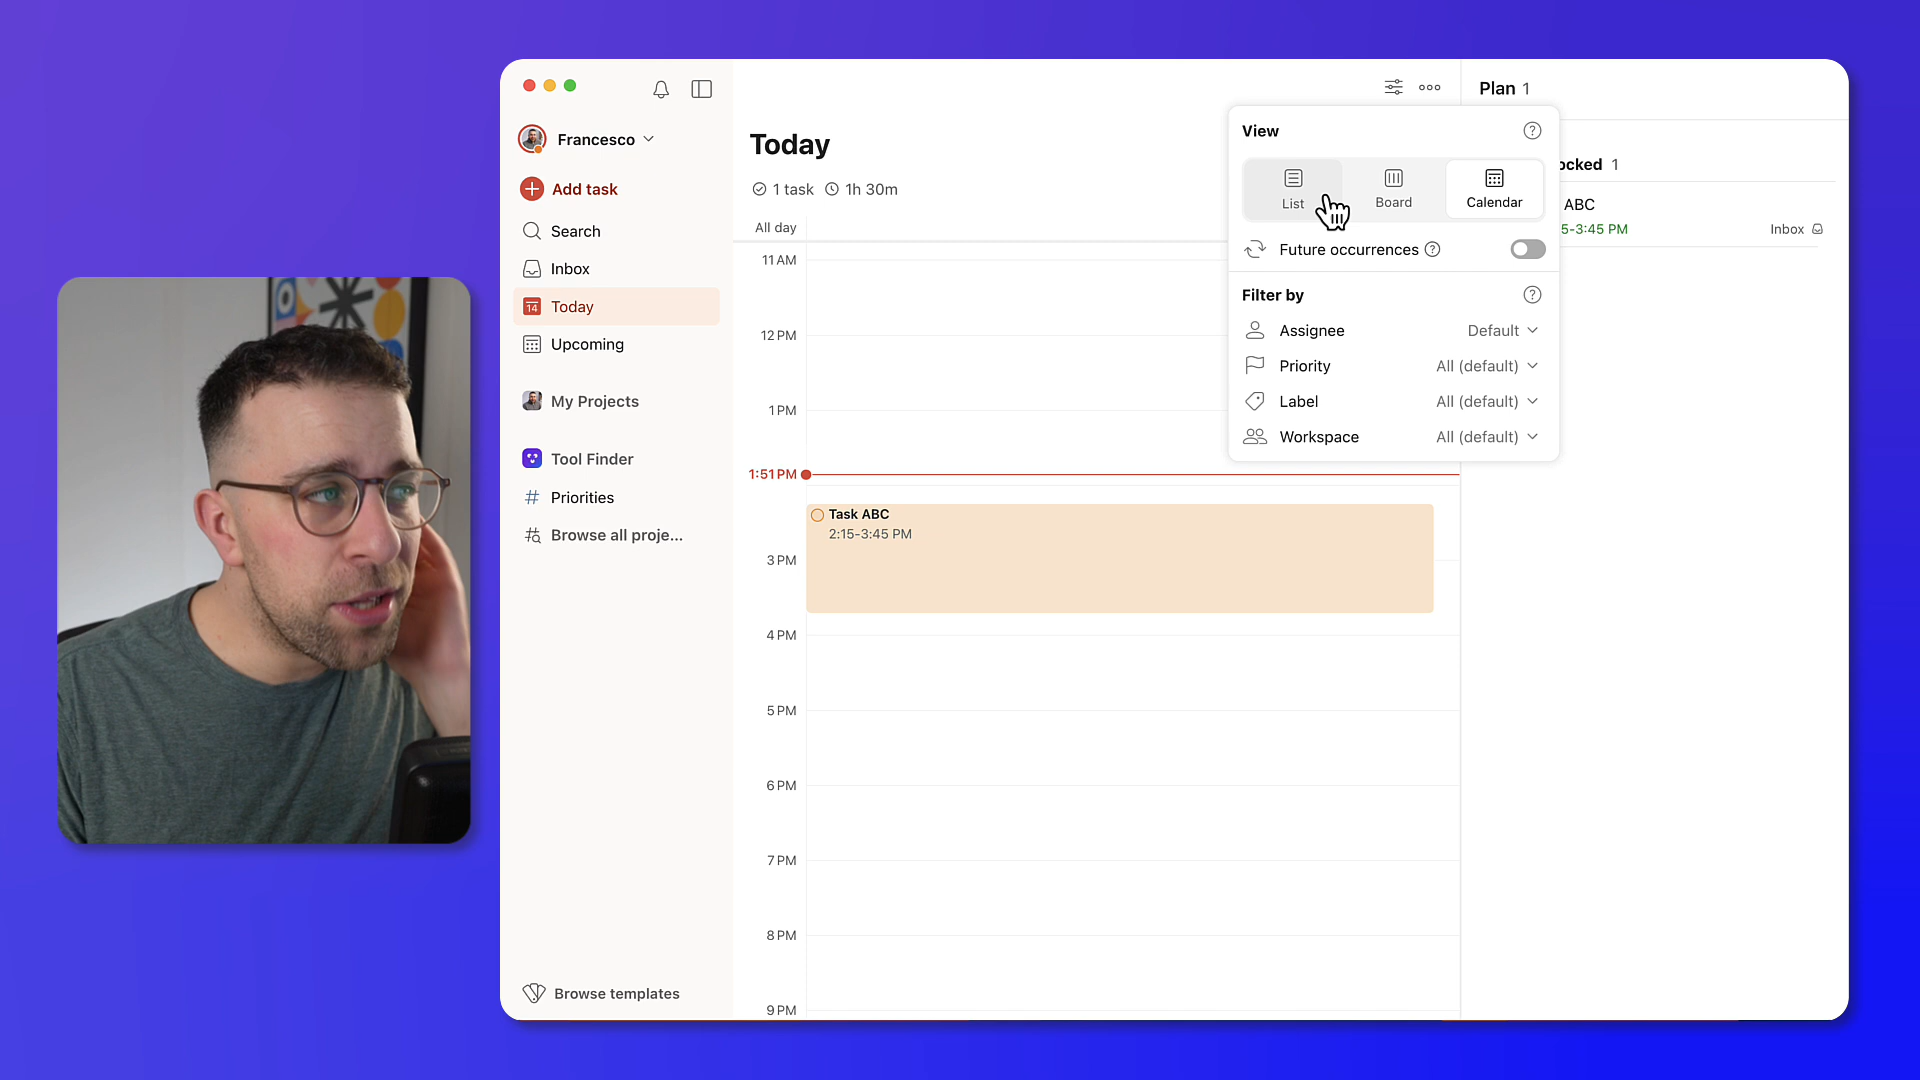 Francesco
Add task
Search
Inbox
14
Today
Upcoming
My Projects
Tool Finder
Priorities
Browse all proje...
Browse templates
Today
1 task 1h 30m
All day
11 AM
12 PM
1 PM
1:51 PM
Task ABC
2:15-3:45 PM
3 PM
4 PM
5 PM
6 PM
7 PM
8 PM
9 PM
View
List
Board
Calendar
Future occurrences
Filter by
Assignee Default
Priority All (default)
Label All (default)
Workspace All (default)
Plan 1
ocked 1
ABC
5-3:45 PM
Inbox